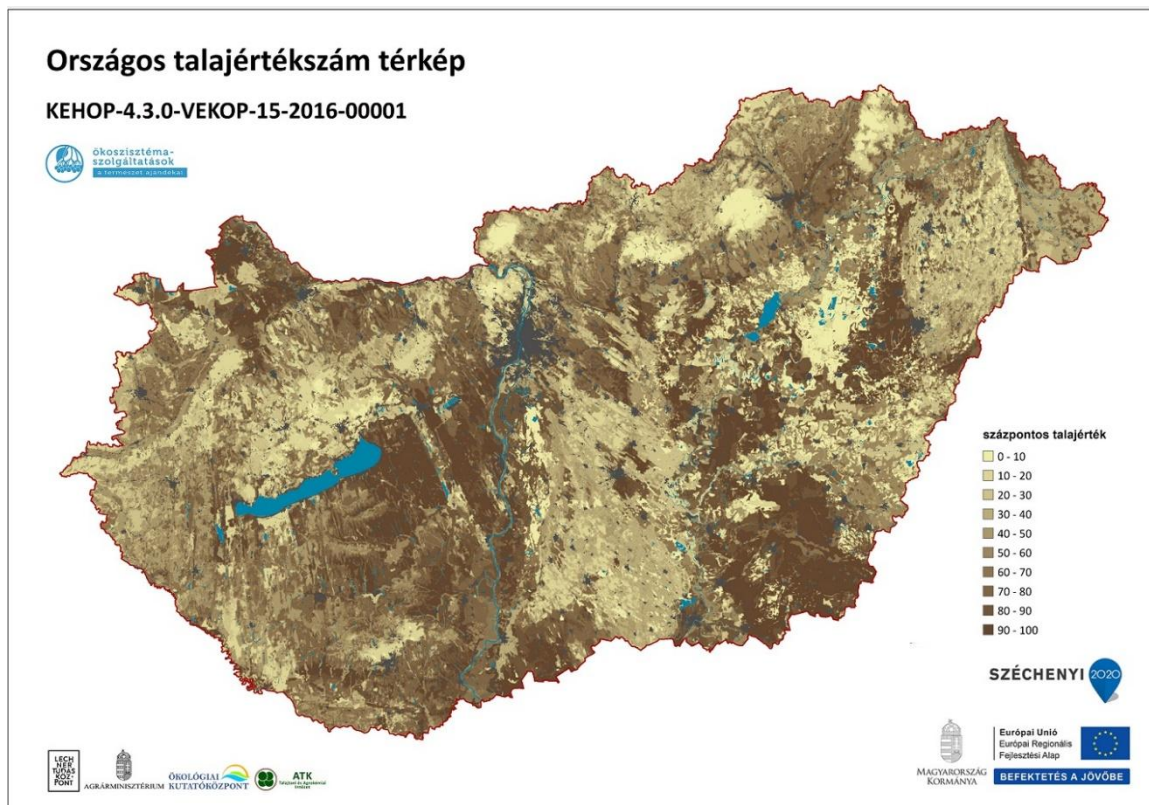 Országos talajértékszám térkép
KEHOP-4.3.0-VEKOP-15-2016-00001
ökoszisztéma-
szolgáltatások
a természet ajándékai
százpontos talajérték
0 - 10
10 - 20
20 - 30
30 - 40
40 - 50
50 - 60
60 - 70
70 - 80
80 - 90
90 - 100
SZÉCHENYI 2020
LECH
NER
TUDÁS
KÖZ-
PONT
AGRÁRMINISZTÉRIUM
ÖKOLÓGIAI
KUTATÓKÖZPONT
ATK
MAGYARORSZÁG
KORMÁNYA
Európai Unió
Európai Regionális
Fejlesztési Alap
BEFEKTETÉS A JÖVŐBE